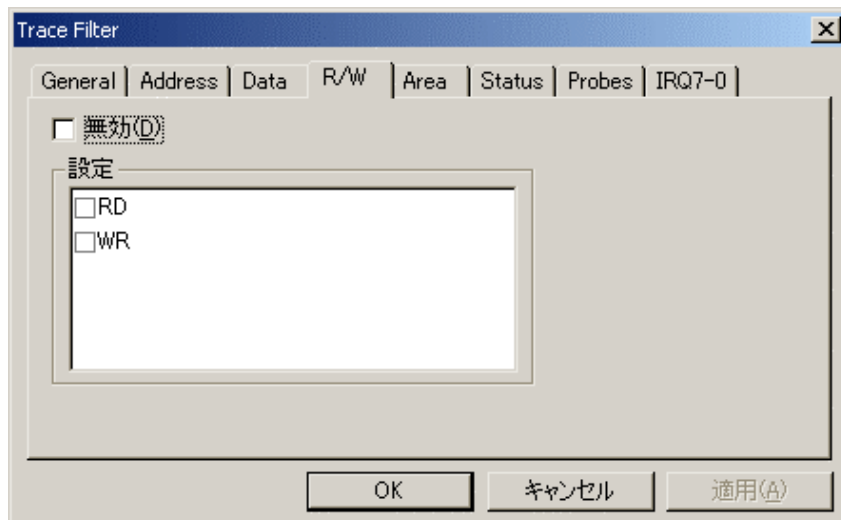 Trace Filter
General Address Data R/W Area Status Probes IRQ7-0
無効(D)
設定
RD
WR
OK キャンセル 適用(A)